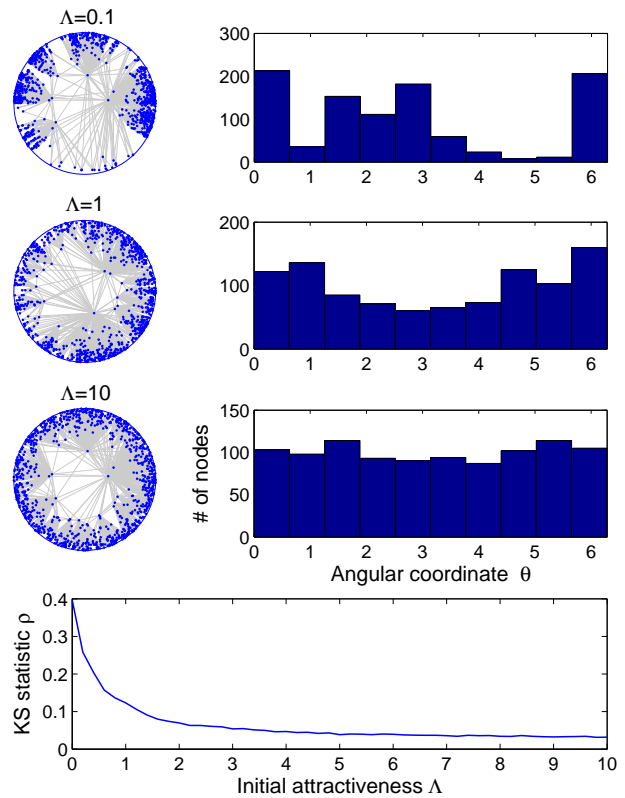 Λ=0.1
300
200
100
0
0 1 2 3 4 5 6
Λ=1
200
100
0
0 1 2 3 4 5 6
Λ=10
150
100
50
0
# of nodes
0 1 2 3 4 5 6
Angular coordinate θ
0.4
0.3
0.2
0.1
0
KS statistic ρ
0 1 2 3 4 5 6 7 8 9 10
Initial attractiveness Λ